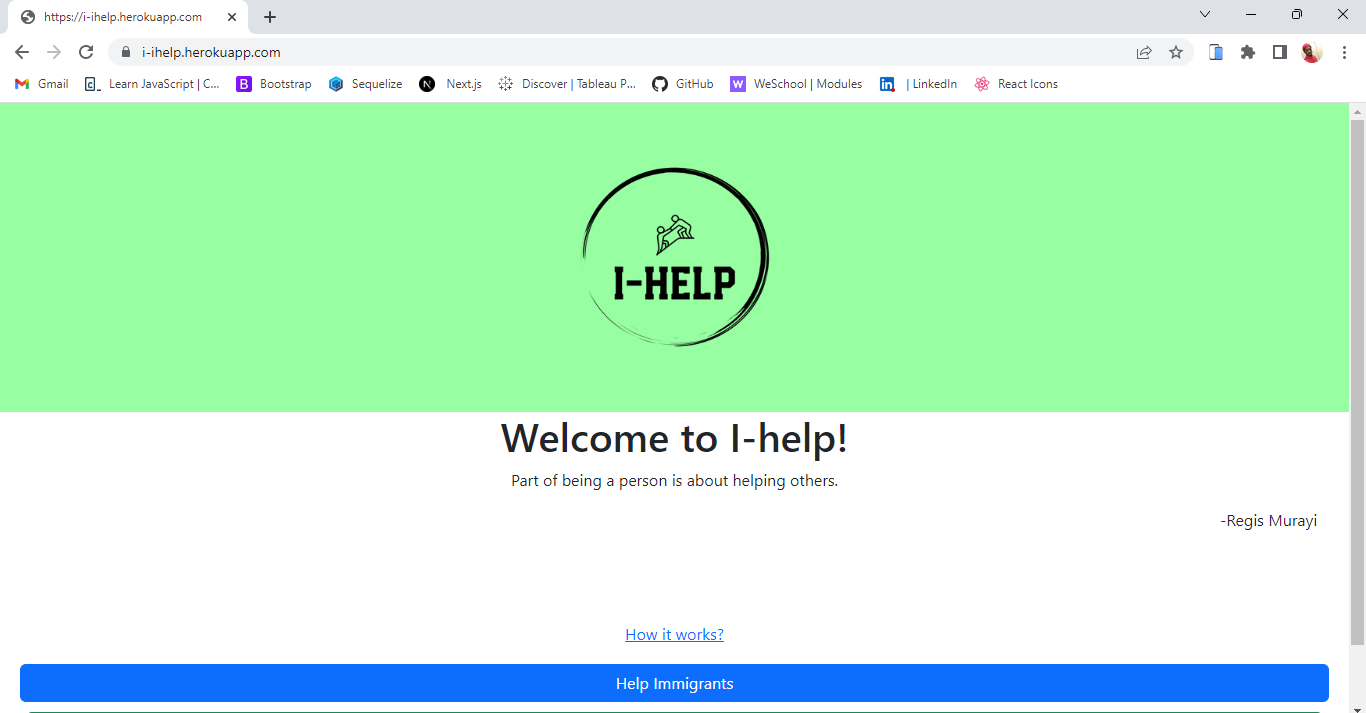 https://i-ihelp.herokuapp.com
i-ihelp.herokuapp.com
Gmail
Learn JavaScript | C...
Bootstrap
Sequelize
Next.js
Discover | Tableau P...
GitHub
WeSchool | Modules
| LinkedIn
React Icons
I-HELP
Welcome to I-help!
Part of being a person is about helping others.
-Regis Murayi
How it works?
Help Immigrants